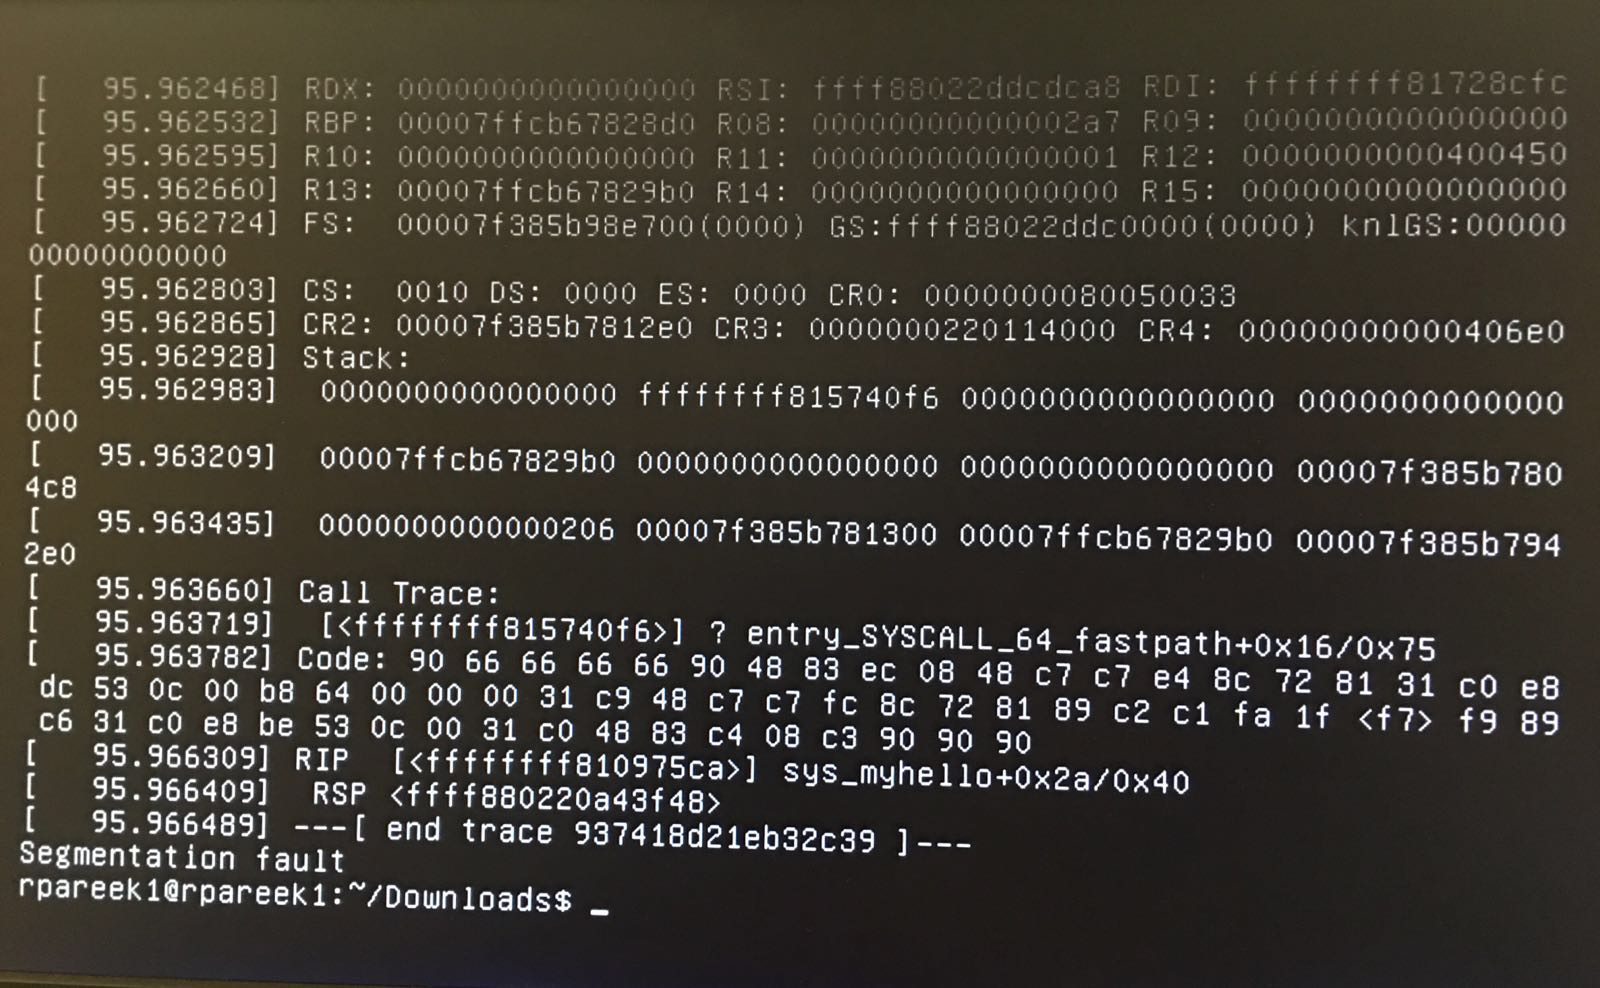 [   95.962468] RDX: 0000000000000000 RSI: ffff88022ddcdca8 RDI: ffffffff81728cfc
[   95.962532] RBP: 00007ffcb67828d0 R08: 00000000000002a7 R09: 0000000000000000
[   95.962595] R10: 0000000000000000 R11: 0000000000000001 R12: 0000000000400450
[   95.962660] R13: 00007ffcb67829b0 R14: 0000000000000000 R15: 0000000000000000
[   95.962724] FS:  00007f385b98e700(0000) GS:ffff88022ddc0000(0000) knlGS:00000
00000000000
[   95.962803] CS:  0010 DS: 0000 ES: 0000 CR0: 0000000080050033
[   95.962865] CR2: 00007f385b7812e0 CR3: 0000000220114000 CR4: 00000000000406e0
[   95.962928] Stack:
[   95.962983]  0000000000000000 ffffffff815740f6 0000000000000000 0000000000000
000
[   95.963209]  00007ffcb67829b0 0000000000000000 0000000000000000 00007f385b780
4c8
[   95.963435]  0000000000000206 00007f385b781300 00007ffcb67829b0 00007f385b794
2e0
[   95.963660] Call Trace:
[   95.963719]  [<ffffffff815740f6>] ? entry_SYSCALL_64_fastpath+0x16/0x75
[   95.963782] Code: 90 66 66 66 66 90 48 83 ec 08 48 c7 c7 e4 8c 72 81 31 c0 e8
dc 53 0c 00 b8 64 00 00 00 31 c9 48 c7 c7 fc 8c 72 81 89 c2 c1 fa 1f <f7> f9 89
c6 31 c0 e8 be 53 0c 00 31 c0 48 83 c4 08 c3 90 90 90
[   95.966309] RIP  [<ffffffff810975ca>] sys_myhello+0x2a/0x40
[   95.966409]  RSP <ffff880220a43f48>
[   95.966489] ---[ end trace 937418d21eb32c39 ]---
Segmentation fault
rpareek1@rpareek1:~/Downloads$ _